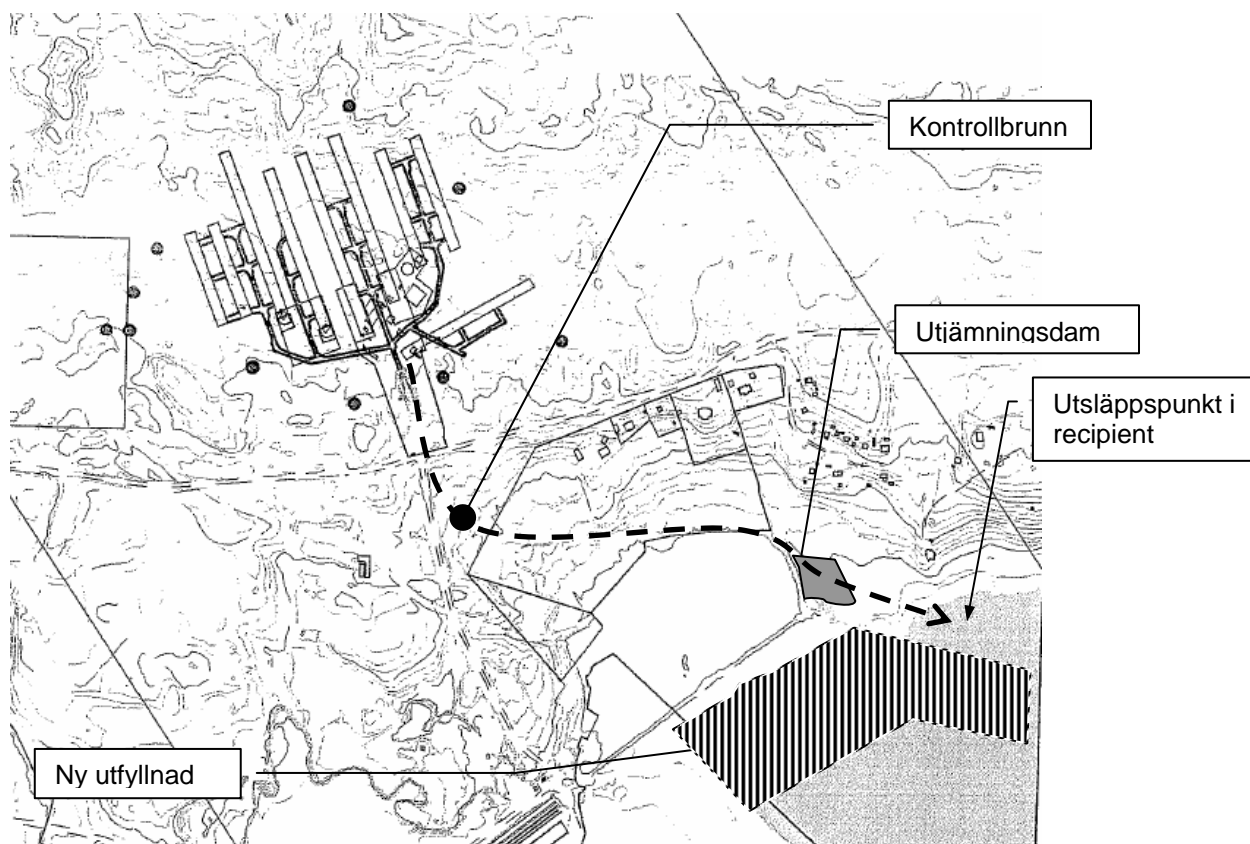 Kontrollbrunn
Utjämningsdam
Utsläppspunkt i
recipient
Ny utfyllnad